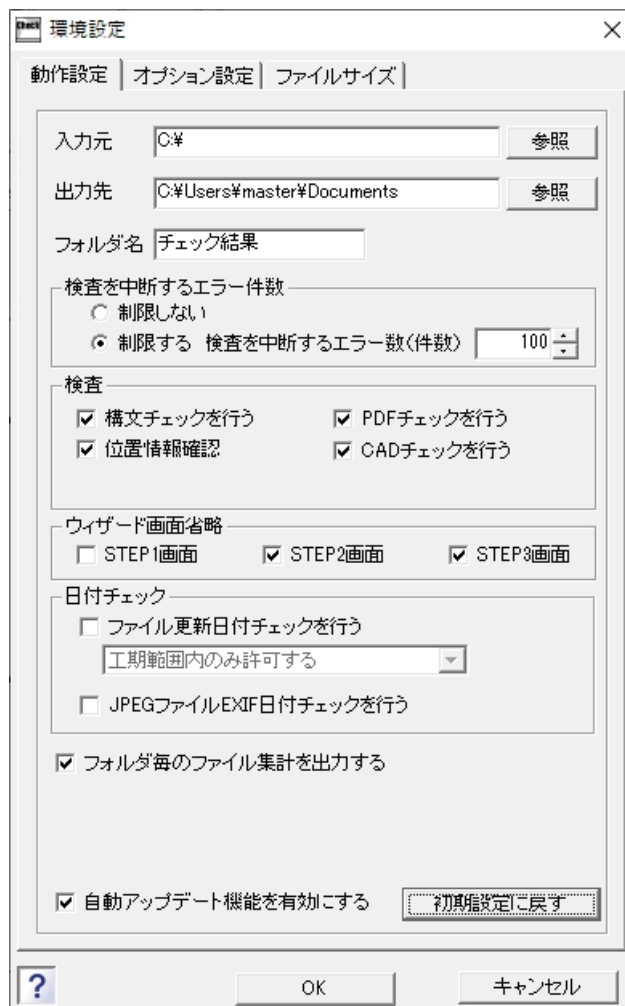 Check 環境設定
動作設定 オプション設定 ファイルサイズ
入力元 C:¥ 参照
出力先 C:¥Users¥master¥Documents 参照
フォルダ名 チェック結果
検査を中断するエラー件数
制限しない
制限する 検査を中断するエラー数(件数) 100
検査
構文チェックを行う PDFチェックを行う
位置情報確認 CADチェックを行う
ウィザード画面省略
STEP1画面 STEP2画面 STEP3画面
日付チェック
ファイル更新日付チェックを行う
工期範囲内のみ許可する
JPEGファイルEXIF日付チェックを行う
フォルダ毎のファイル集計を出力する
自動アップデート機能を有効にする 初期設定に戻す
? OK キャンセル